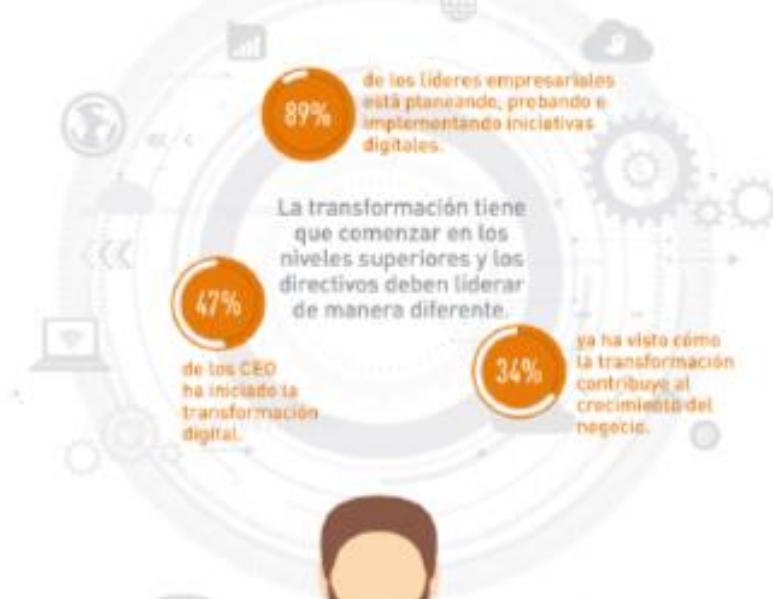 89%
de los líderes empresariales
está planeando, probando e
implementando iniciativas
digitales.
La transformación tiene
que comenzar en los
niveles superiores y los
directivos deben liderar
de manera diferente.
47%
de los CEO
ha iniciado la
transformación
digital.
34%
ya ha visto cómo
la transformación
contribuye al
crecimiento del
negocio.